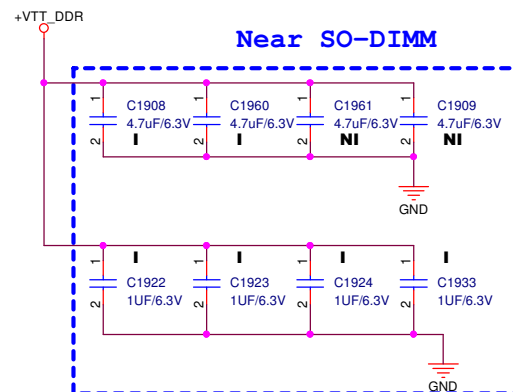 +VTT_DDR
Near SO-DIMM
1 1 1 1
C1908 C1960 C1961 C1909
4.7uF/6.3V 4.7uF/6.3V 4.7uF/6.3V 4.7uF/6.3V
2 I 2 I 2 NI 2 NI
GND
I I I I
1 1 1 1
C1922 C1923 C1924 C1933
1UF/6.3V 1UF/6.3V 1UF/6.3V 1UF/6.3V
2 2 2 2
GND